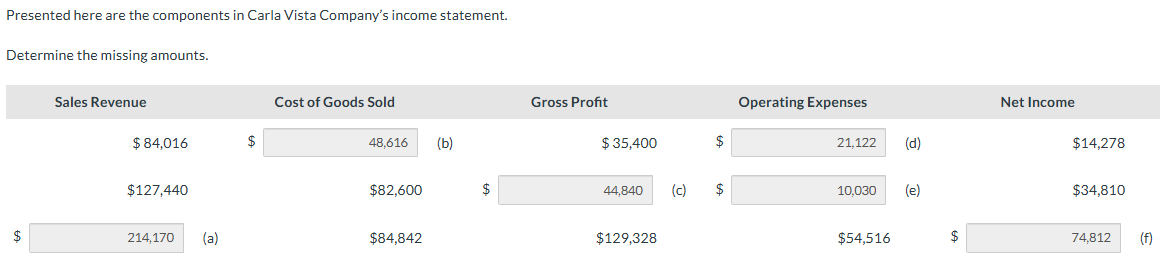 Presented here are the components in Carla Vista Company's income statement.
Determine the missing amounts.
Sales Revenue Cost of Goods Sold Gross Profit Operating Expenses Net Income
$ 84,016 $ 48,616 (b) $ 35,400 $ 21,122 (d) $14,278
$127,440 $82,600 $ 44,840 (c) $ 10,030 (e) $34,810
$ 214,170 (a) $84,842 $129,328 $54,516 $ 74,812 (f)